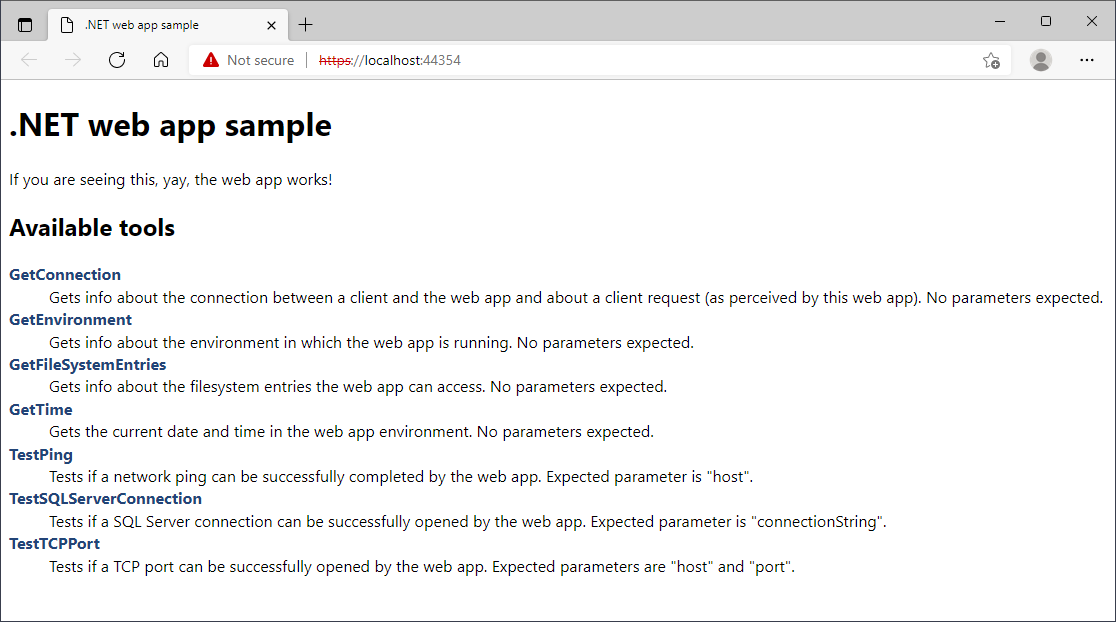 .NET web app sample
Not secure | https://localhost:44354
.NET web app sample
If you are seeing this, yay, the web app works!
Available tools
GetConnection
Gets info about the connection between a client and the web app and about a client request (as perceived by this web app). No parameters expected.
GetEnvironment
Gets info about the environment in which the web app is running. No parameters expected.
GetFileSystemEntries
Gets info about the filesystem entries the web app can access. No parameters expected.
GetTime
Gets the current date and time in the web app environment. No parameters expected.
TestPing
Tests if a network ping can be successfully completed by the web app. Expected parameter is "host".
TestSQLServerConnection
Tests if a SQL Server connection can be successfully opened by the web app. Expected parameter is "connectionString".
TestTCPPort
Tests if a TCP port can be successfully opened by the web app. Expected parameters are "host" and "port".